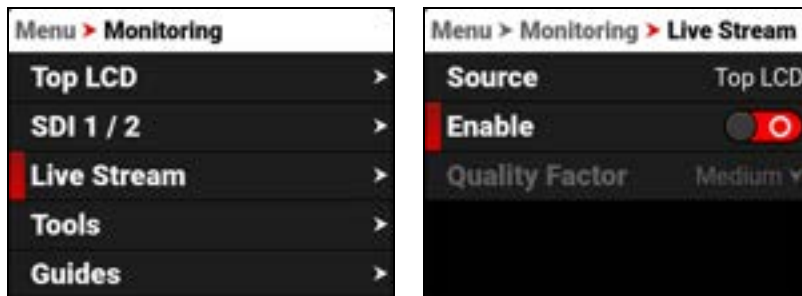 Menu > Monitoring
Top LCD >
SDI 1 / 2 >
Live Stream >
Tools >
Guides >
Menu > Monitoring > Live Stream
Source Top LCD
Enable
Quality Factor Medium